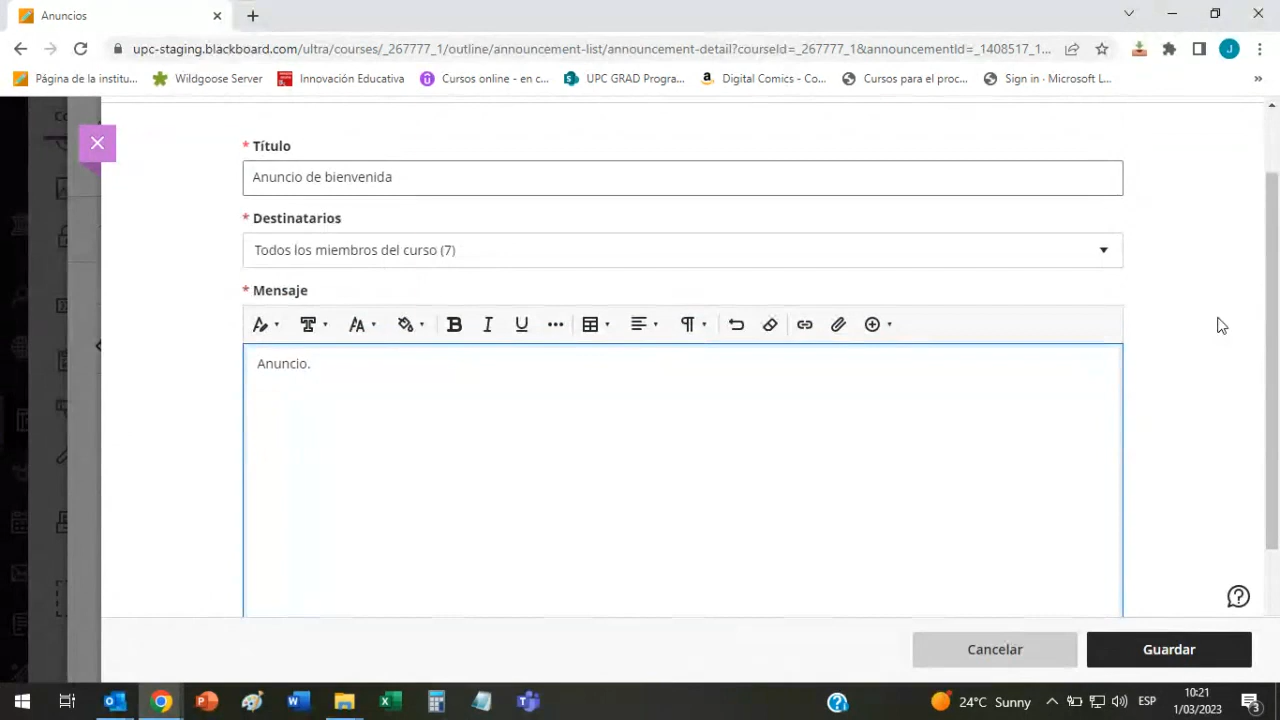 Anuncios
upc-staging.blackboard.com/ultra/courses/_267777_1/outline/announcement-list/announcement-detail?courseId=_267777_1&announcementId=_1408517_1...
J
Página de la institu... Wildgoose Server Innovación Educativa Cursos online - en c... UPC GRAD Progra... Digital Comics - Co... Cursos para el proc... Sign in · Microsoft L... »
* Título
Anuncio de bienvenida
* Destinatarios
Todos los miembros del curso (7)
* Mensaje
B I U
Anuncio.
Cancelar Guardar
24°C Sunny ESP 10:21
1/03/2023 3